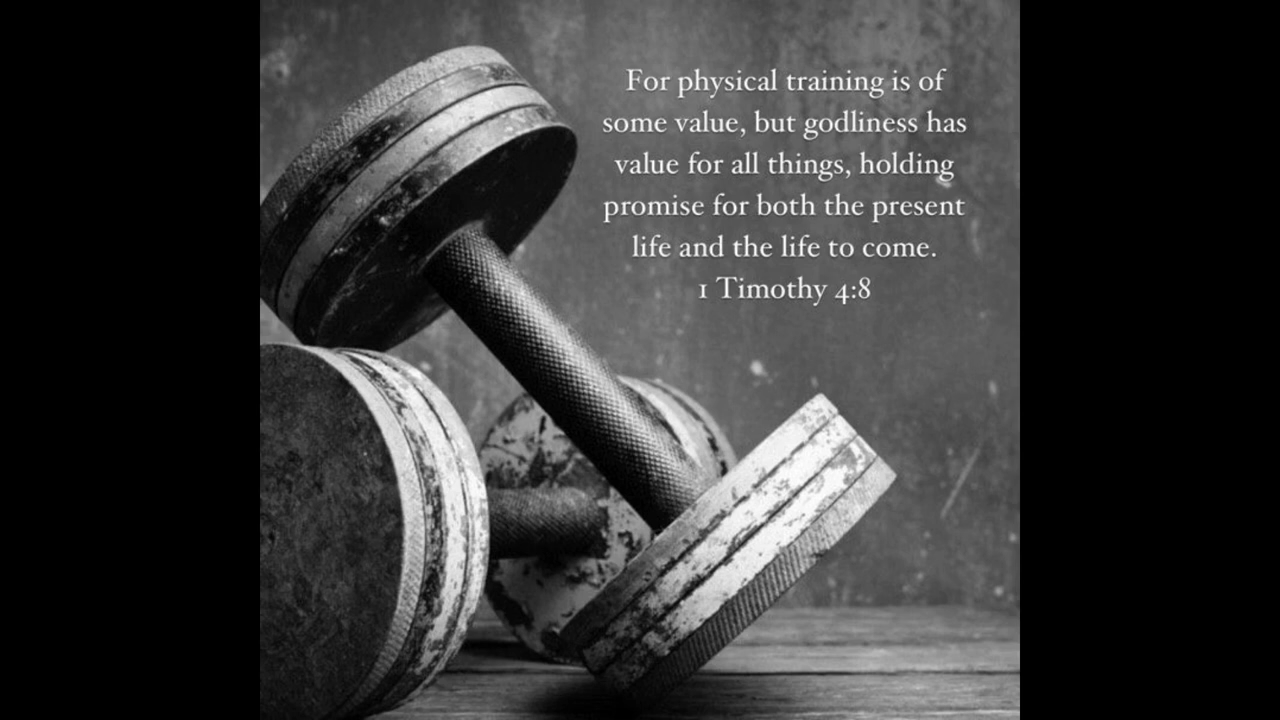 For physical training is of
some value, but godliness has
value for all things, holding
promise for both the present
life and the life to come.
1 Timothy 4:8